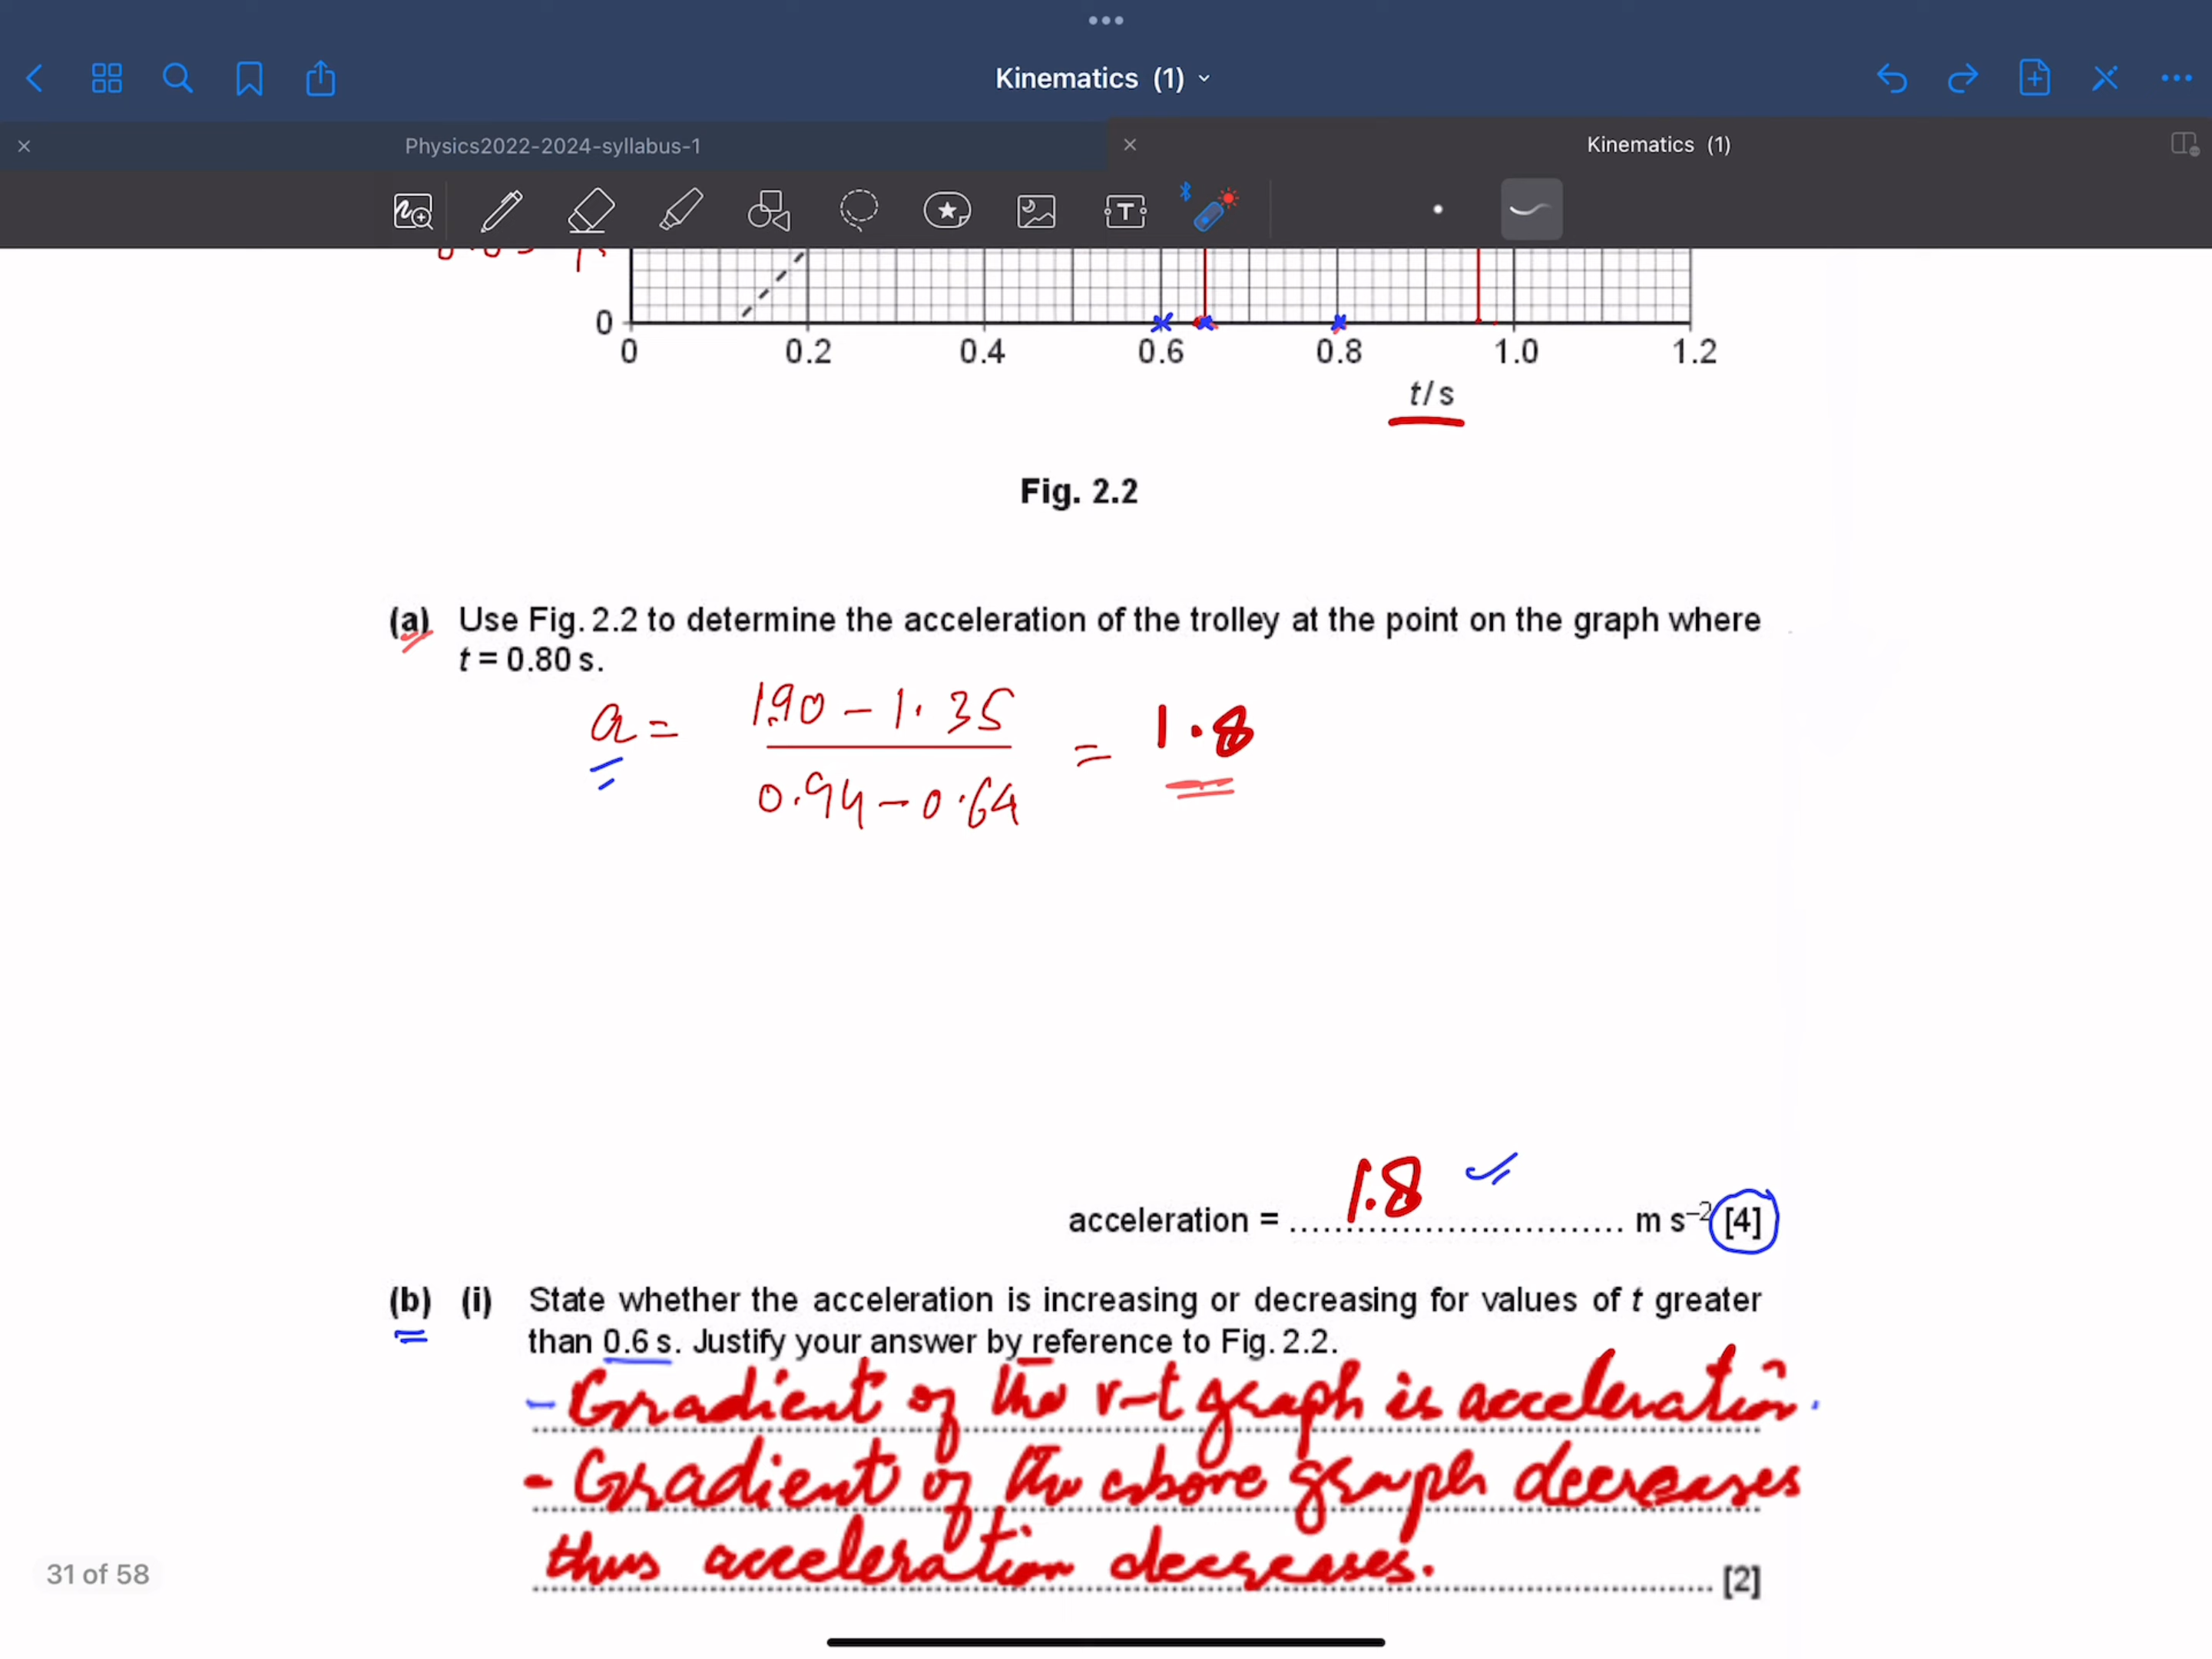 Kinematics (1)
Physics2022-2024-syllabus-1
Kinematics (1)
T
0
0 0.2 0.4 0.6 0.8 1.0 1.2
t/s
Fig. 2.2
(a) Use Fig. 2.2 to determine the acceleration of the trolley at the point on the graph where
t = 0.80 s.
a = 1.90 - 1.35 = 1.8
0.94 - 0.64
1.8
acceleration = ........................... m s⁻² [4]
(b) (i) State whether the acceleration is increasing or decreasing for values of t greater
than 0.6 s. Justify your answer by reference to Fig. 2.2.
- Gradient of the v-t graph is acceleration.
- Gradient of the above graph decreases
thus acceleration decreases.
[2]
31 of 58